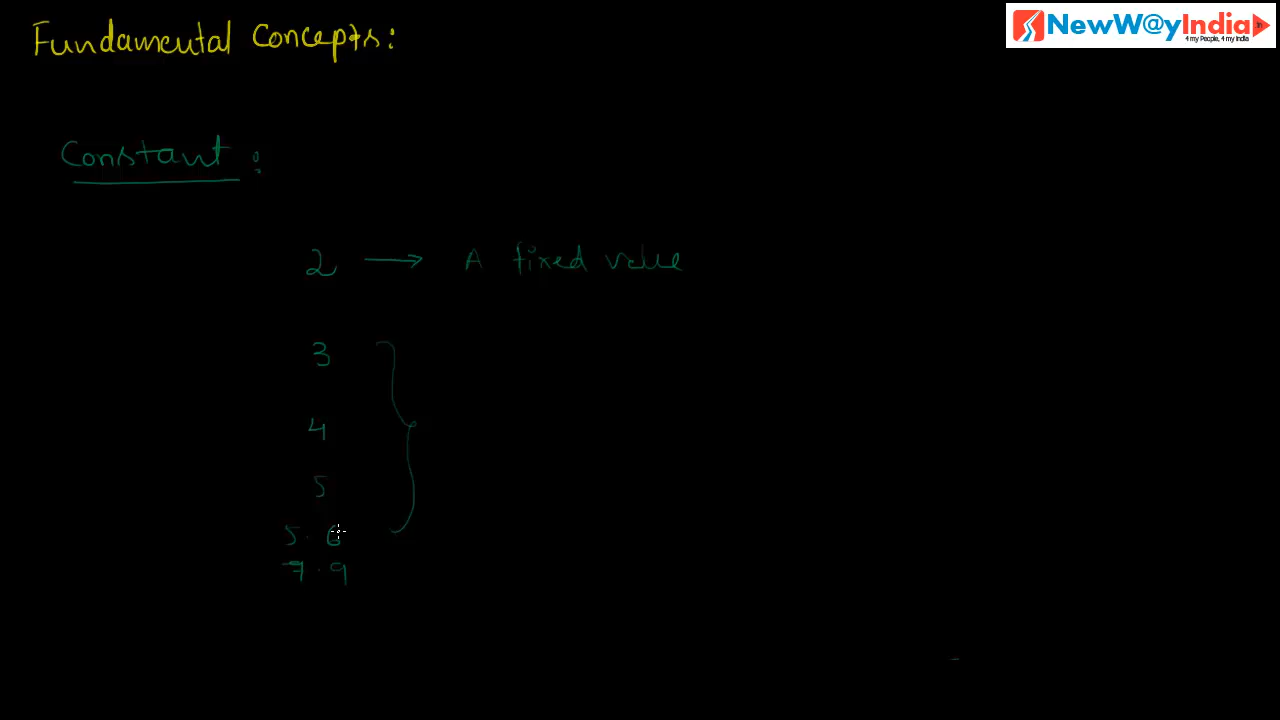 Fundamental Concepts:
NewW@yIndia
4 my People, 4 my India
Constant :
2 → A fixed value
3
4
5
5.6
7.9